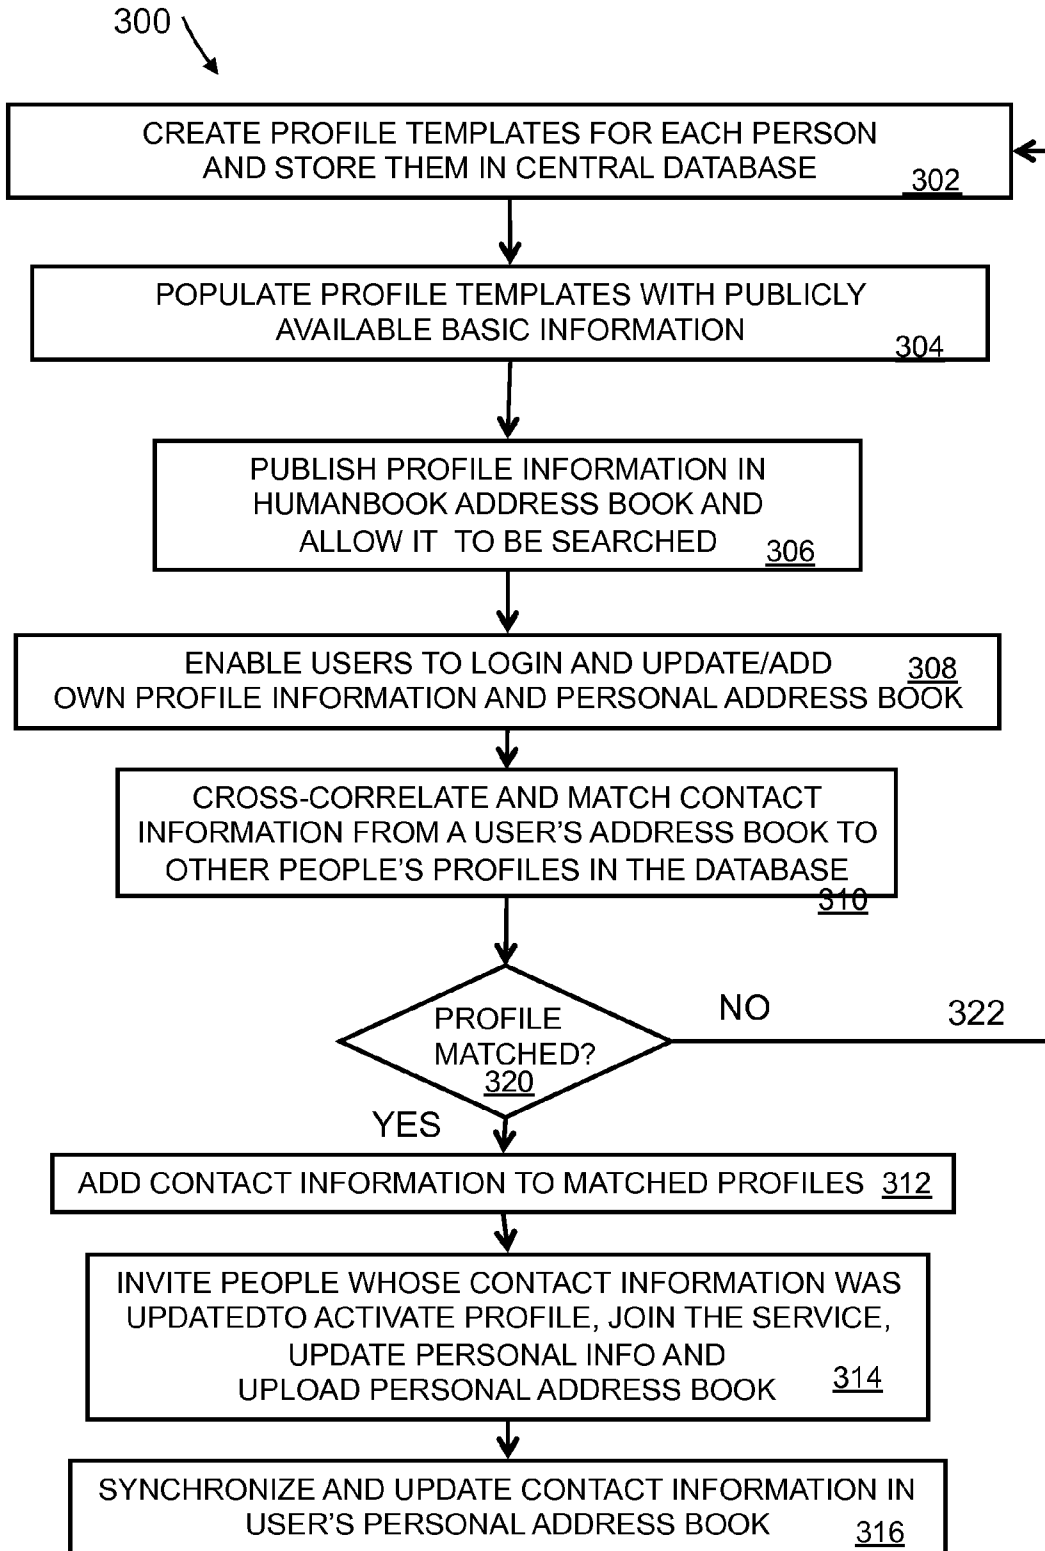 300
CREATE PROFILE TEMPLATES FOR EACH PERSON
AND STORE THEM IN CENTRAL DATABASE
302
POPULATE PROFILE TEMPLATES WITH PUBLICLY
AVAILABLE BASIC INFORMATION
304
PUBLISH PROFILE INFORMATION IN
HUMANBOOK ADDRESS BOOK AND
ALLOW IT TO BE SEARCHED
306
ENABLE USERS TO LOGIN AND UPDATE/ADD
308
OWN PROFILE INFORMATION AND PERSONAL ADDRESS BOOK
CROSS-CORRELATE AND MATCH CONTACT
INFORMATION FROM A USER'S ADDRESS BOOK TO
OTHER PEOPLE'S PROFILES IN THE DATABASE
310
PROFILE
MATCHED?
320
NO
322
YES
ADD CONTACT INFORMATION TO MATCHED PROFILES 312
INVITE PEOPLE WHOSE CONTACT INFORMATION WAS
UPDATEDTO ACTIVATE PROFILE, JOIN THE SERVICE,
UPDATE PERSONAL INFO AND
UPLOAD PERSONAL ADDRESS BOOK
314
SYNCHRONIZE AND UPDATE CONTACT INFORMATION IN
USER'S PERSONAL ADDRESS BOOK
316